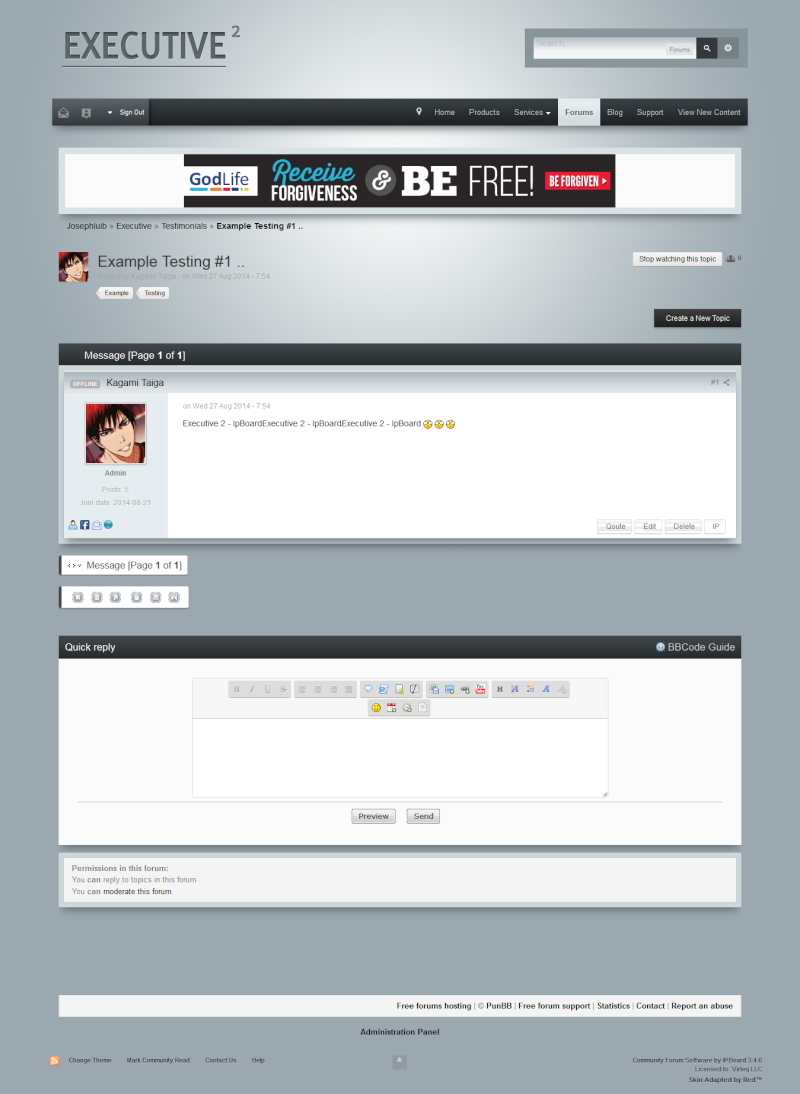 EXECUTIVE 2
Search...
Forums
Sign Out
Home Products Services Forums Blog Support View New Content
GodLife
Receive FORGIVENESS & BE FREE! BE FORGIVEN
Josephluib » Executive » Testimonials » Example Testing #1 ..
Example Testing #1 ..
Kagami Taiga - on Wed 27 Aug 2014 - 7:54
Stop watching this topic
0
Example Testing
Create a New Topic
Message [Page 1 of 1]
OFFLINE Kagami Taiga
#1
on Wed 27 Aug 2014 - 7:54
Executive 2 - IpBoardExecutive 2 - IpBoardExecutive 2 - IpBoard
Admin
Posts: 5
Join date: 2014-08-21
Qoute Edit Delete IP
Message [Page 1 of 1]
Quick reply
BBCode Guide
B I U S
H A A
Preview Send
Permissions in this forum:
You can reply to topics in this forum
You can moderate this forum
Free forums hosting | © PunBB | Free forum support | Statistics | Contact | Report an abuse
Administration Panel
Change Theme Mark Community Read Contact Us Help
Community Forum Software by IP.Board 3.4.6
Licensed to: Virteq LLC
Skin Adapted by Red™